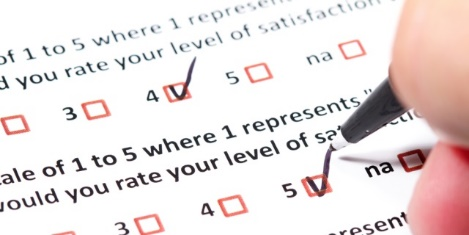 of 1 to 5 where 1 represen
d you rate your level of satisfaction
3 4 5 na
ale of 1 to 5 where 1 represents "
would you rate your level of sa
3 4 5 na
resent